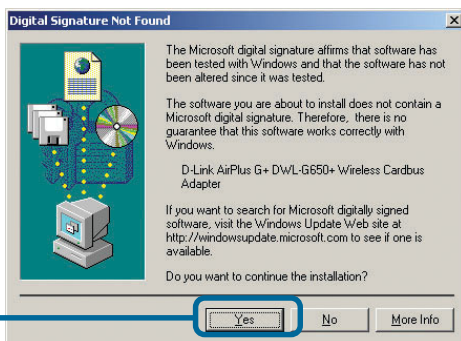 Digital Signature Not Found
The Microsoft digital signature affirms that software has
been tested with Windows and that the software has not
been altered since it was tested.
The software you are about to install does not contain a
Microsoft digital signature. Therefore, there is no
guarantee that this software works correctly with
Windows.
D-Link AirPlus G+ DWL-G650+ Wireless Cardbus
Adapter
If you want to search for Microsoft digitally signed
software, visit the Windows Update Web site at
http://windowsupdate.microsoft.com to see if one is
available.
Do you want to continue the installation?
Yes
No
More Info